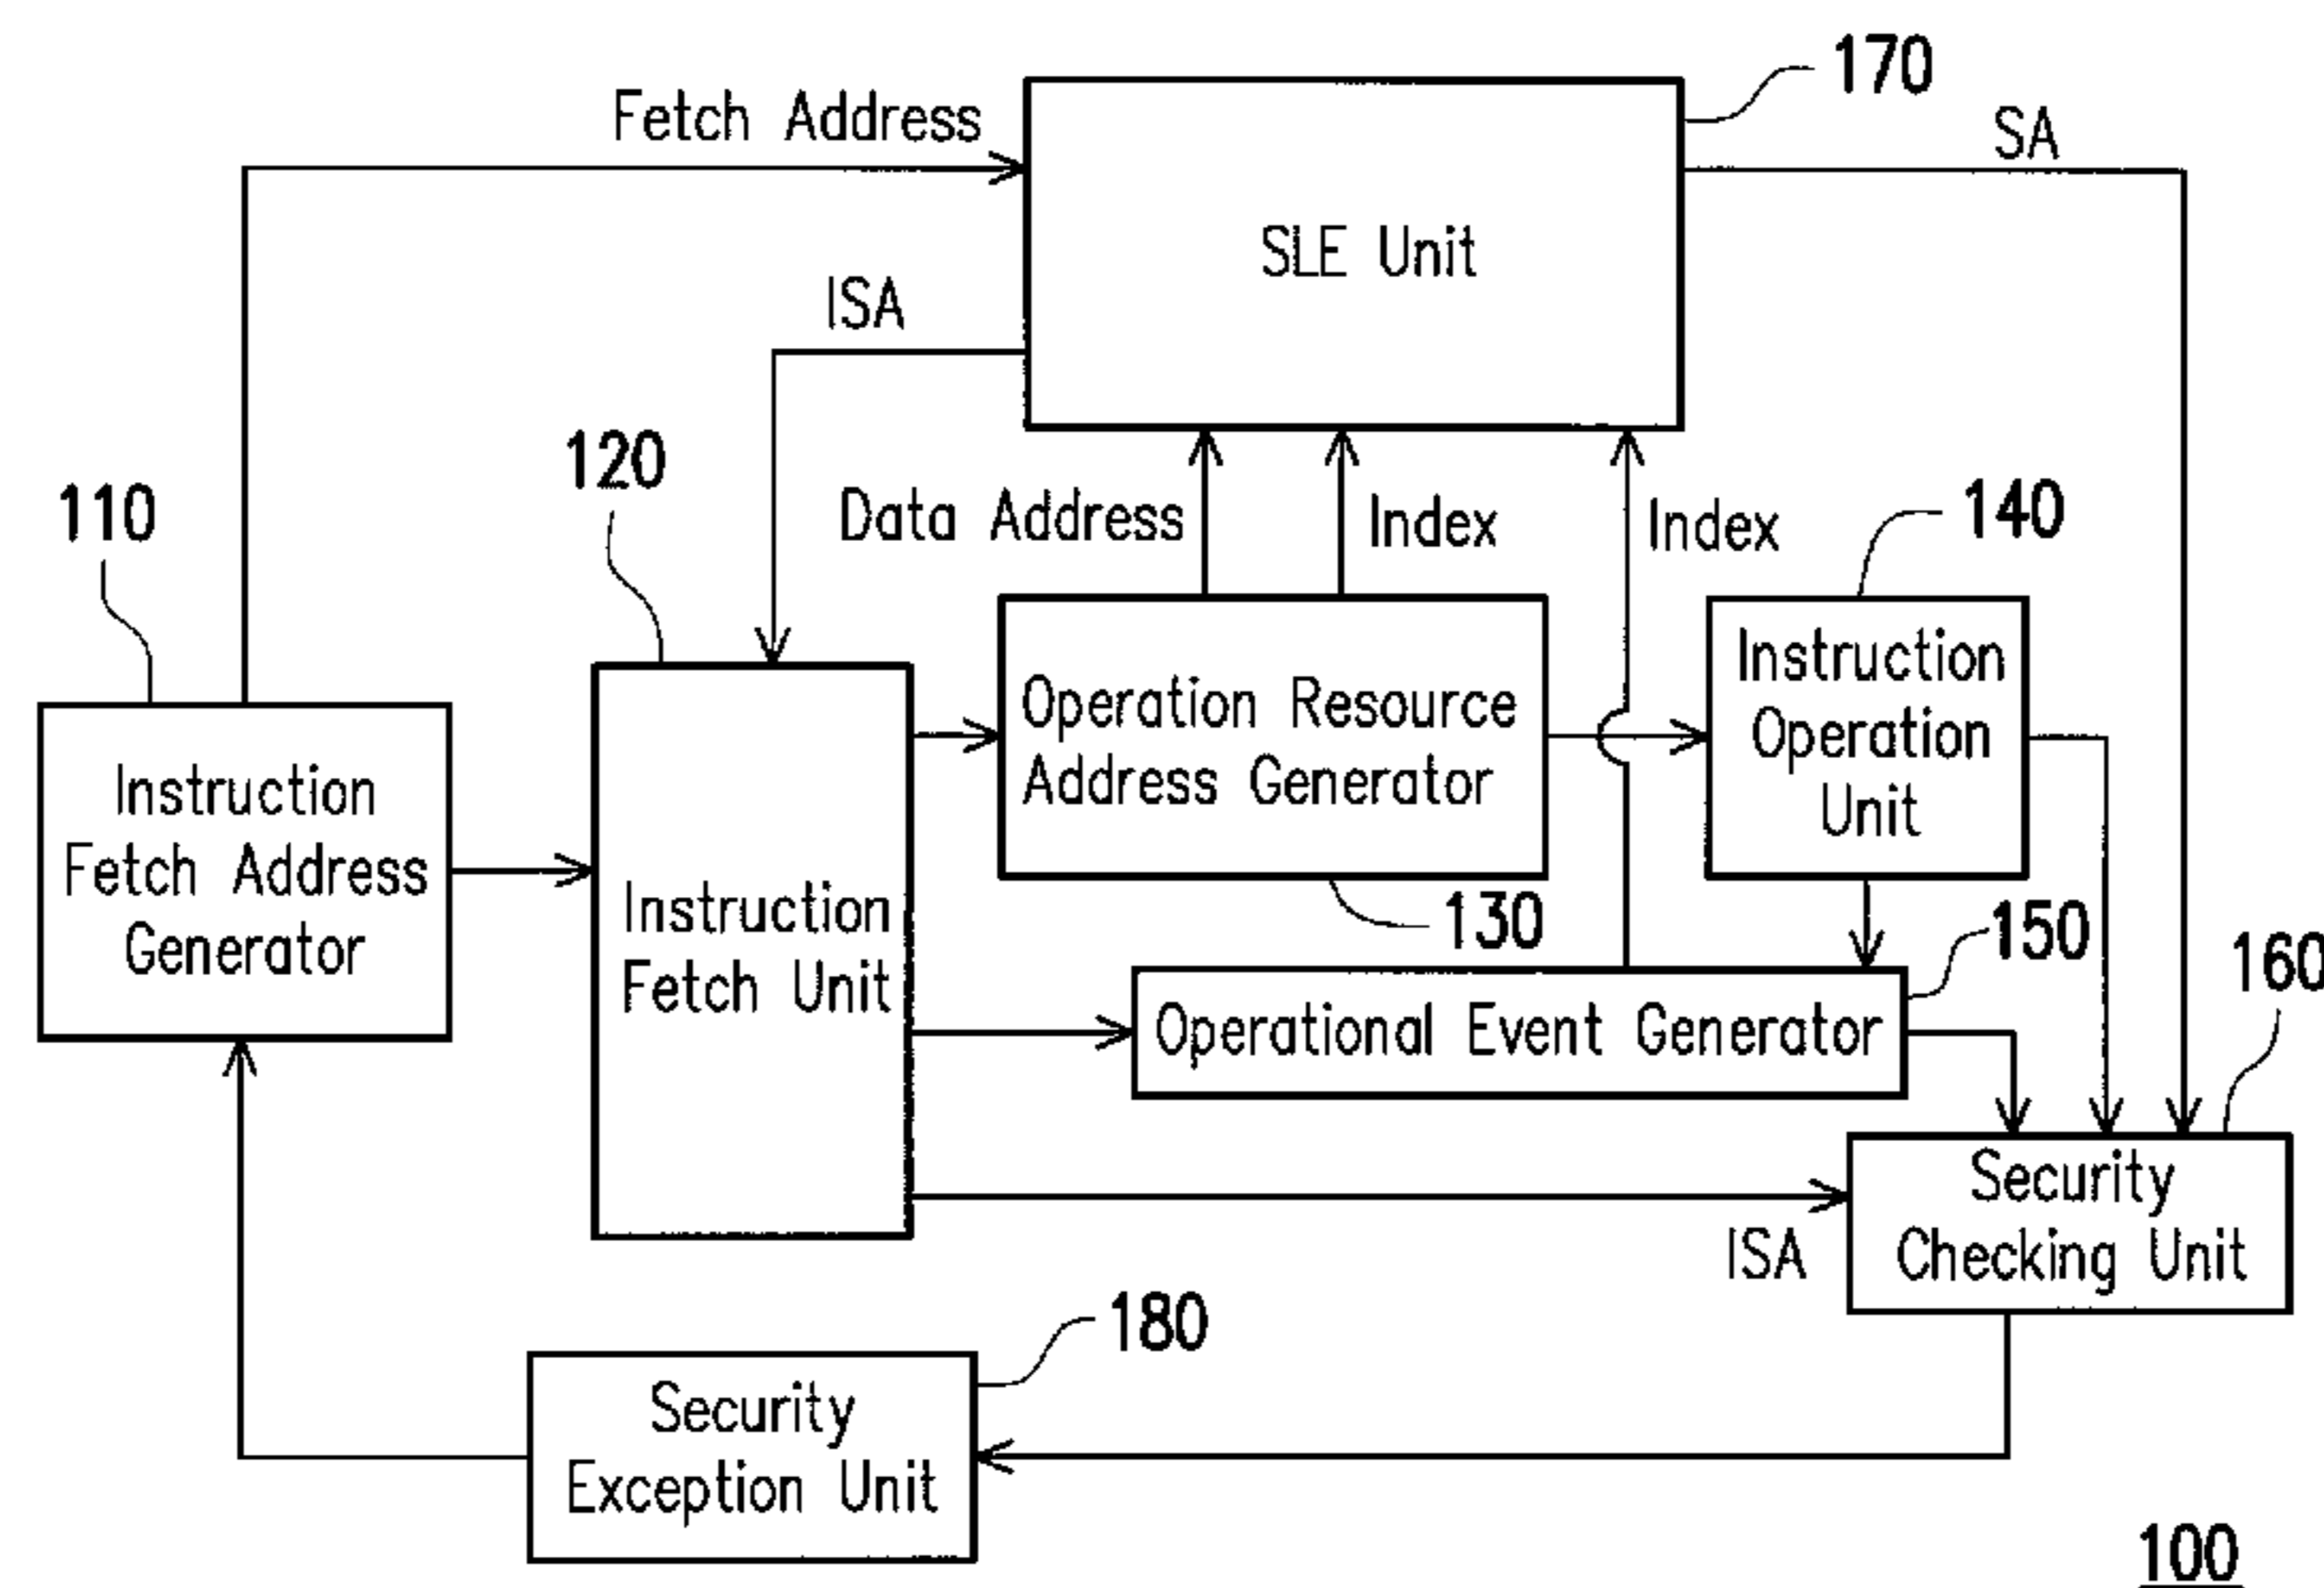 170
Fetch Address
SA
SLE Unit
ISA
120
110
Data Address
Index
Index
140
Instruction
Operation
Unit
Operation Resource
Address Generator
Instruction
Fetch Address
Generator
Instruction
Fetch Unit
130
150
160
Operational Event Generator
Security
Checking Unit
ISA
180
Security
Exception Unit
100